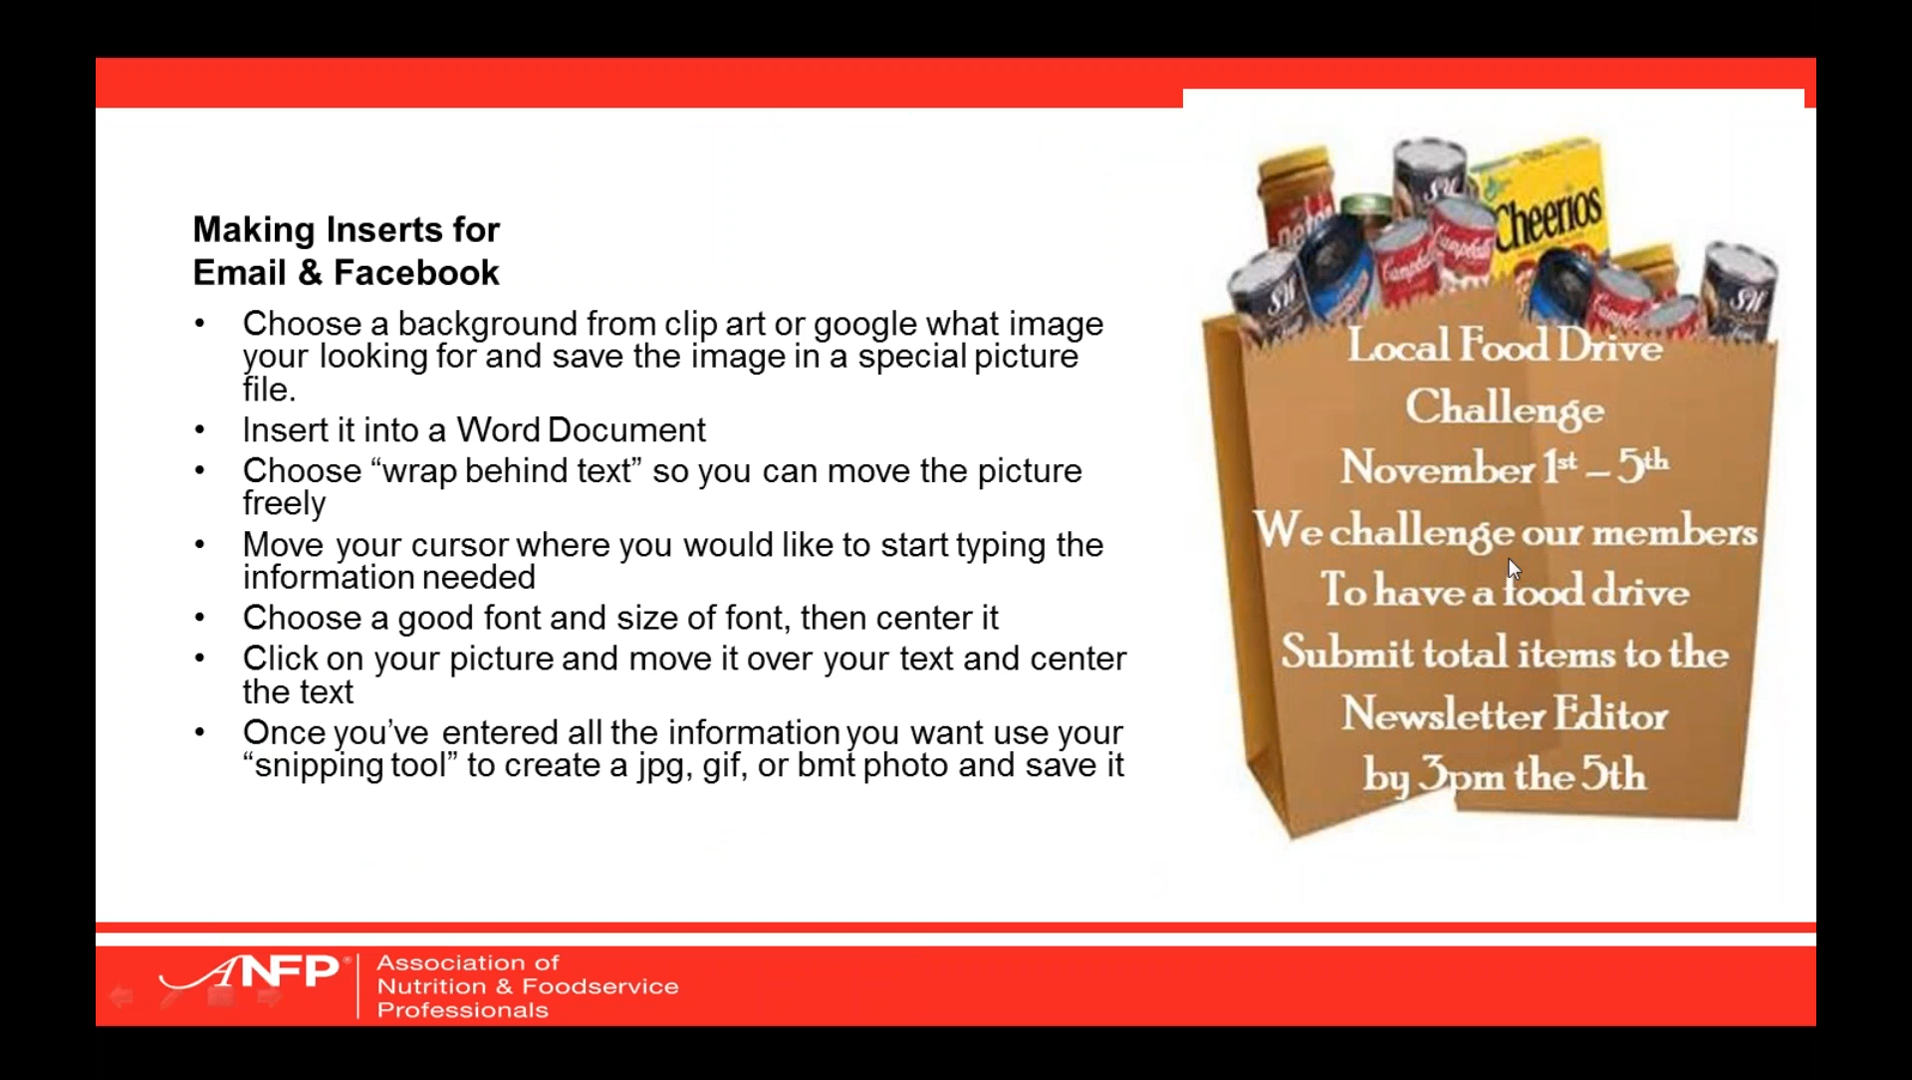 Making Inserts for
Email & Facebook
• Choose a background from clip art or google what image
your looking for and save the image in a special picture
file.
• Insert it into a Word Document
• Choose “wrap behind text” so you can move the picture
freely
• Move your cursor where you would like to start typing the
information needed
• Choose a good font and size of font, then center it
• Click on your picture and move it over your text and center
the text
• Once you’ve entered all the information you want use your
“snipping tool” to create a jpg, gif, or bmt photo and save it
Cheerios
Campbell's
Campbell's
S&W
S&W
S&W
Local Food Drive
Challenge
November 1st – 5th
We challenge our members
To have a food drive
Submit total items to the
Newsletter Editor
by 3pm the 5th
ANFP®
Association of
Nutrition & Foodservice
Professionals